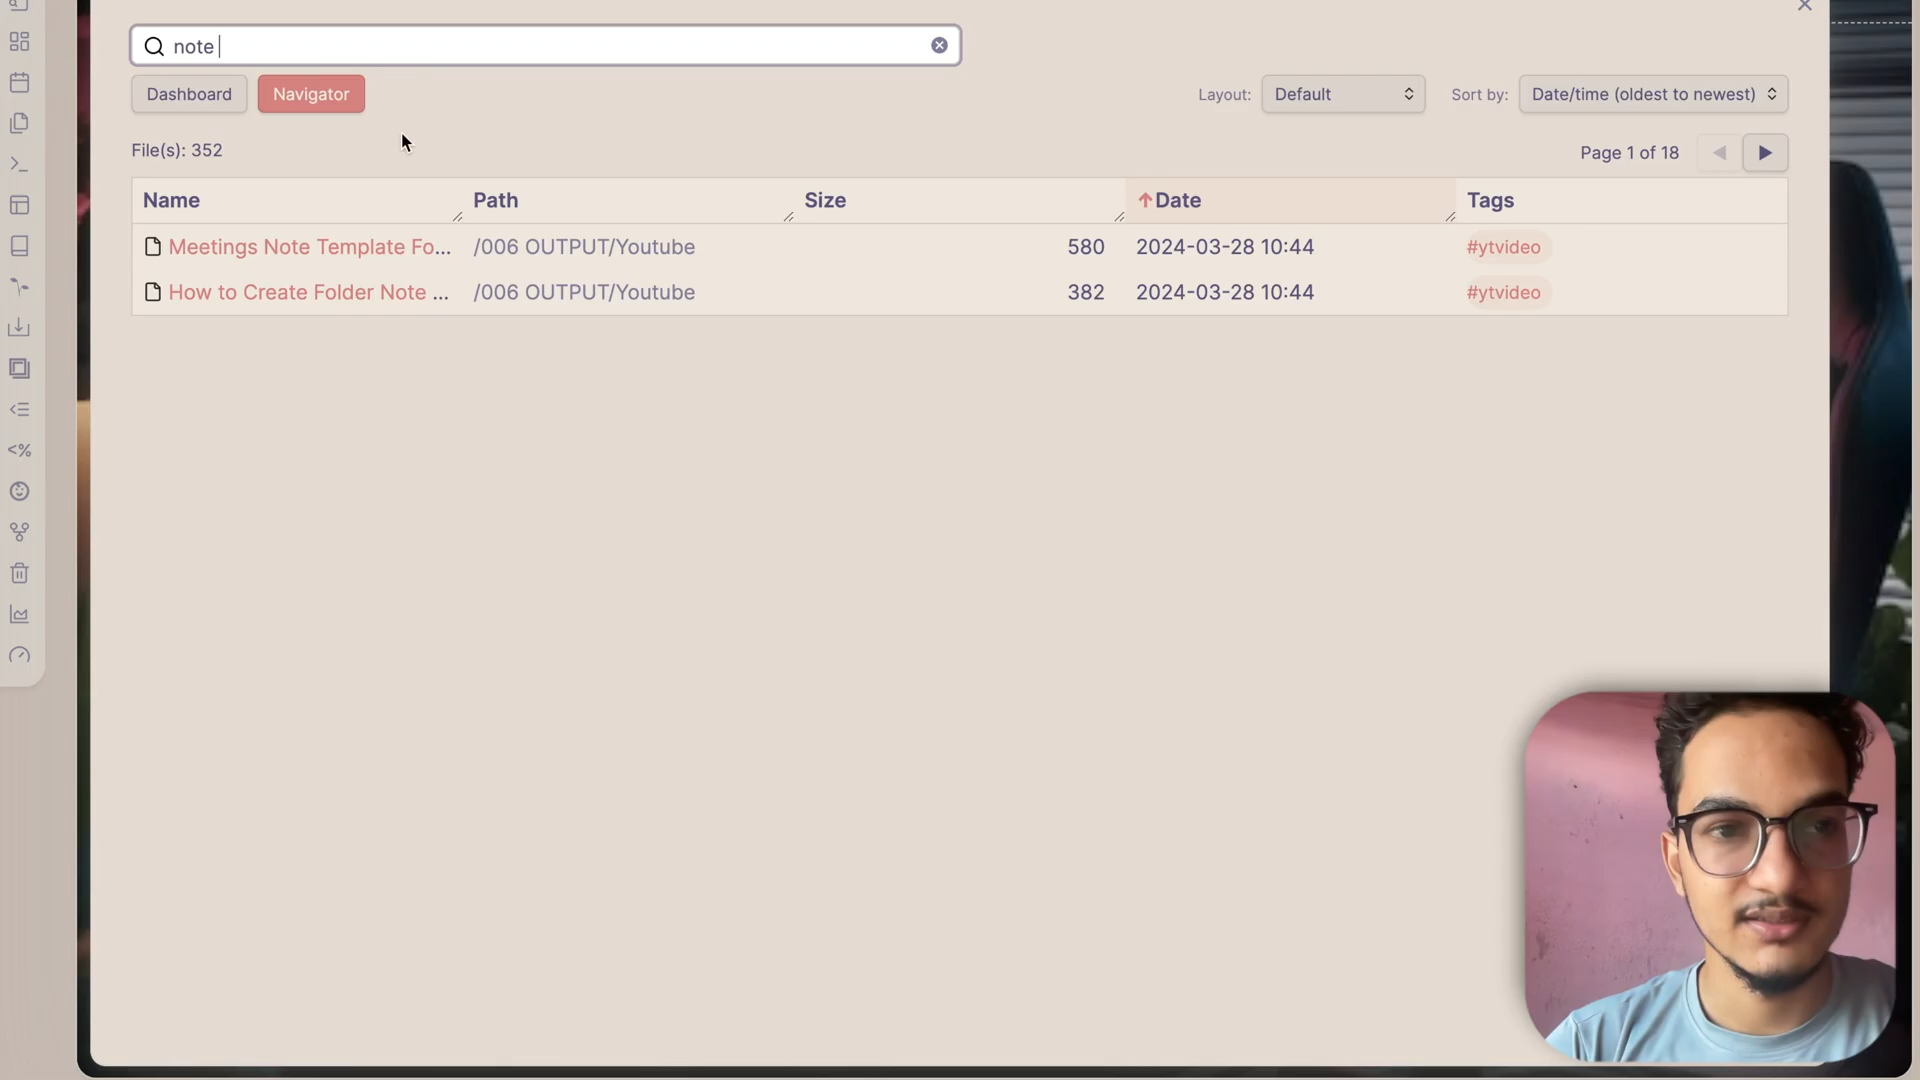 note
Dashboard
Navigator
Layout: Default
Sort by: Date/time (oldest to newest)
File(s): 352
Page 1 of 18
Name Path Size Date Tags
Meetings Note Template Fo... /006 OUTPUT/Youtube 580 2024-03-28 10:44 #ytvideo
How to Create Folder Note ... /006 OUTPUT/Youtube 382 2024-03-28 10:44 #ytvideo